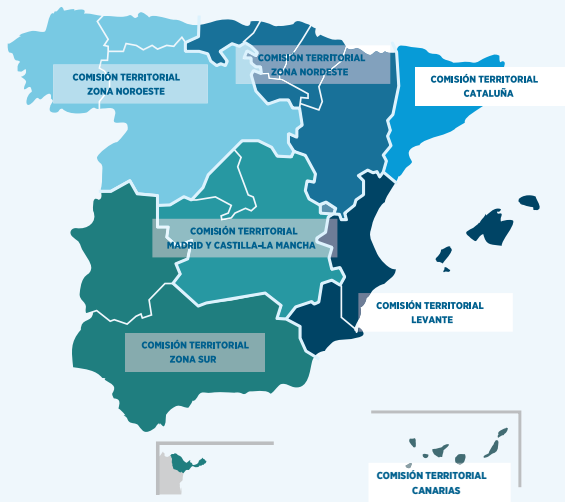 COMISIÓN TERRITORIAL
ZONA NORDESTE
COMISIÓN TERRITORIAL
ZONA NOROESTE
COMISIÓN TERRITORIAL
CATALUÑA
COMISIÓN TERRITORIAL
MADRID Y CASTILLA-LA MANCHA
COMISIÓN TERRITORIAL
LEVANTE
COMISIÓN TERRITORIAL
ZONA SUR
COMISIÓN TERRITORIAL
CANARIAS